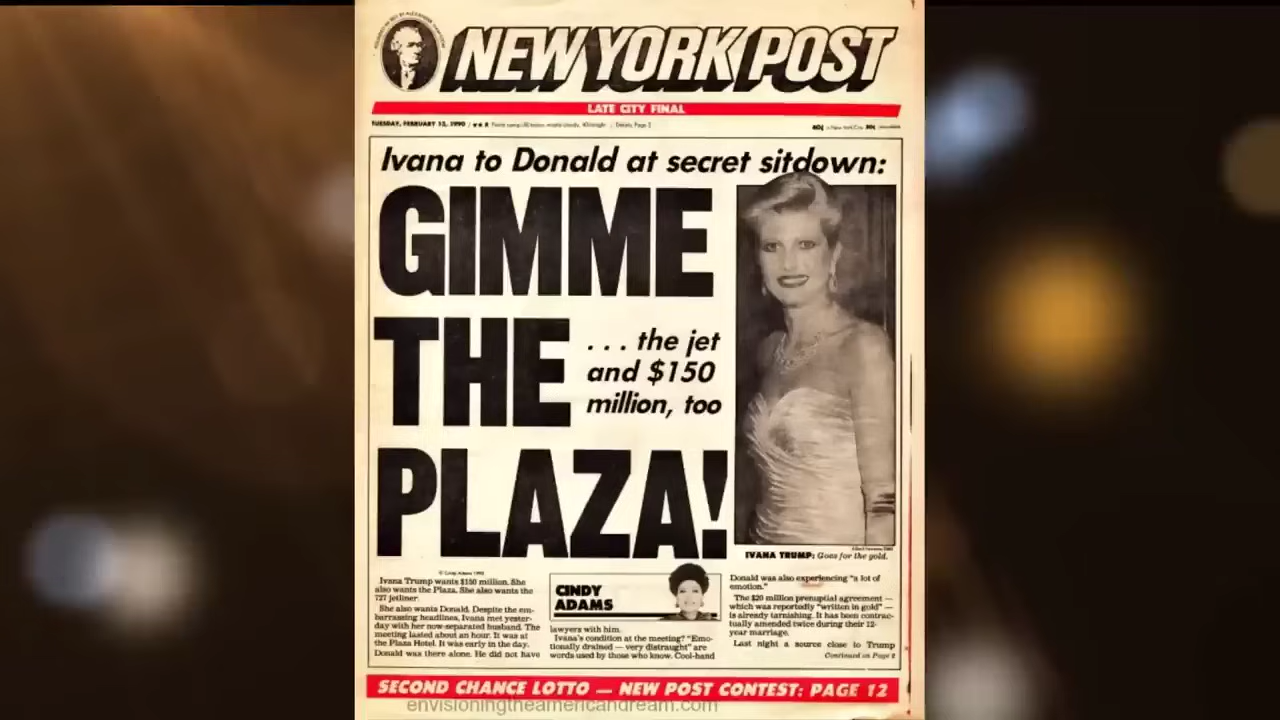 NEW YORK POST
LATE CITY FINAL
TUESDAY, FEBRUARY 13, 1990
Ivana to Donald at secret sitdown:
GIMME
THE
. . . the jet
and $150
million, too
PLAZA!
IVANA TRUMP: Goes for the gold.
© Cindy Adams 1990
Ivana Trump wants $150 million. She
also wants the Plaza. She also wants the
727 jetliner.
She also wants Donald. Despite the em-
barrassing headlines, Ivana met yester-
day with her now-separated husband. The
meeting lasted about an hour. It was at
the Plaza Hotel. It was early in the day.
Donald was there alone. He did not have
CINDY
ADAMS
lawyers with him.
Ivana's condition at the meeting? "Emo-
tionally drained — very distraught" are
words used by those who know. Cool-hand
Donald was also experiencing "a lot of
emotion."
The $20 million prenuptial agreement —
which was reportedly "written in gold" —
is already tarnishing. It has been contrac-
tually amended twice during their 12-
year marriage.
Last night a source close to Trump
Continued on Page 2
SECOND CHANCE LOTTO — NEW POST CONTEST: PAGE 12
envisioningtheamericandream.com